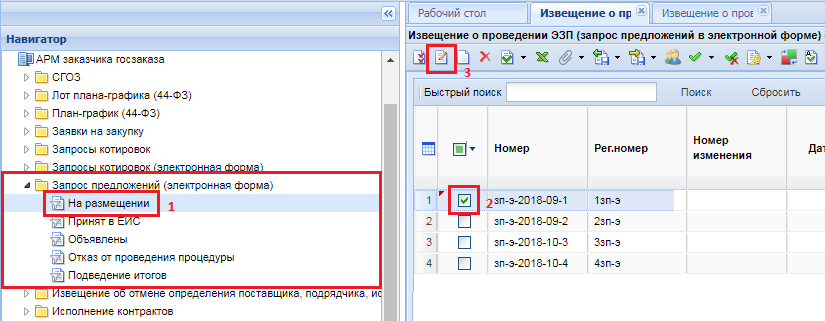 Навигатор
АРМ заказчика госзаказа
СГОЗ
Лот плана-графика (44-ФЗ)
План-график (44-ФЗ)
Заявки на закупку
Запросы котировок
Запросы котировок (электронная форма)
Запрос предложений (электронная форма)
На размещении 1
Принят в ЕИС
Объявлены
Отказ от проведения процедуры
Подведение итогов
Извещение об отмене определения поставщика, подрядчика, ис
Исполнение контрактов
Рабочий стол Извещение о пр Извещение о про
Извещение о проведении ЭЗП (запрос предложений в электронной форме)
3
Быстрый поиск Поиск Сбросить
Номер Рег.номер Номер изменения Дат
1 2 зп-э-2018-09-1 1зп-э
2 зп-э-2018-09-2 2зп-э
3 зп-э-2018-10-3 3зп-э
4 зп-э-2018-10-4 4зп-э